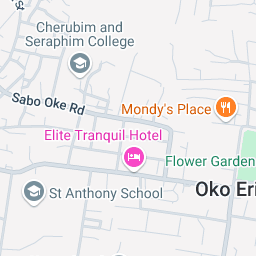 Cherubim and
Seraphim College
Sabo Oke Rd
Mondy's Place
Elite Tranquil Hotel
Flower Garden
Oko Eri
St Anthony School